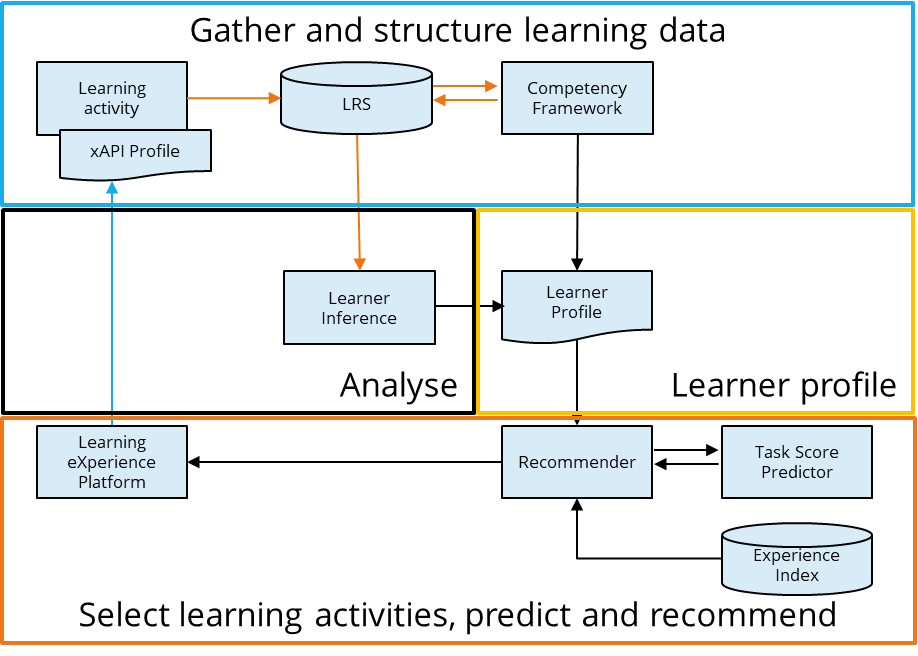 Gather and structure learning data
Learning
activity
xAPI Profile
LRS
Competency
Framework
Learner
Inference
Learner
Profile
Analyse
Learner profile
Learning
eXperience
Platform
Recommender
Task Score
Predictor
Experience
Index
Select learning activities, predict and recommend